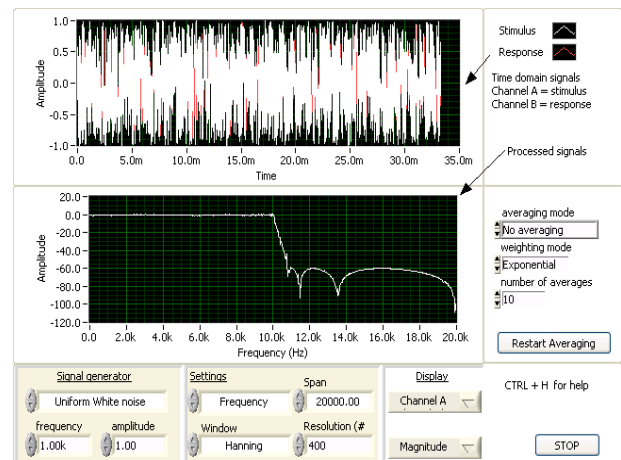 1.0
0.5
0.0
-0.5
-1.0
Amplitude
0.0 5.0m 10.0m 15.0m 20.0m 25.0m 30.0m 35.0m
Time
Stimulus
Response
Time domain signals
Channel A = stimulus
Channel B = response
Processed signals
20.0
0.0
-20.0
-40.0
-60.0
-80.0
-100.0
-120.0
Amplitude
0.0 2.0k 4.0k 6.0k 8.0k 10.0k 12.0k 14.0k 16.0k 18.0k 20.0k
Frequency (Hz)
averaging mode
No averaging
weighting mode
Exponential
number of averages
10
Restart Averaging
Signal generator
Uniform White noise
frequency amplitude
1.00k 1.00
Settings
Span
Frequency 20000.00
Window Resolution (#
Hanning 400
Display
Channel A
Magnitude
CTRL + H for help
STOP